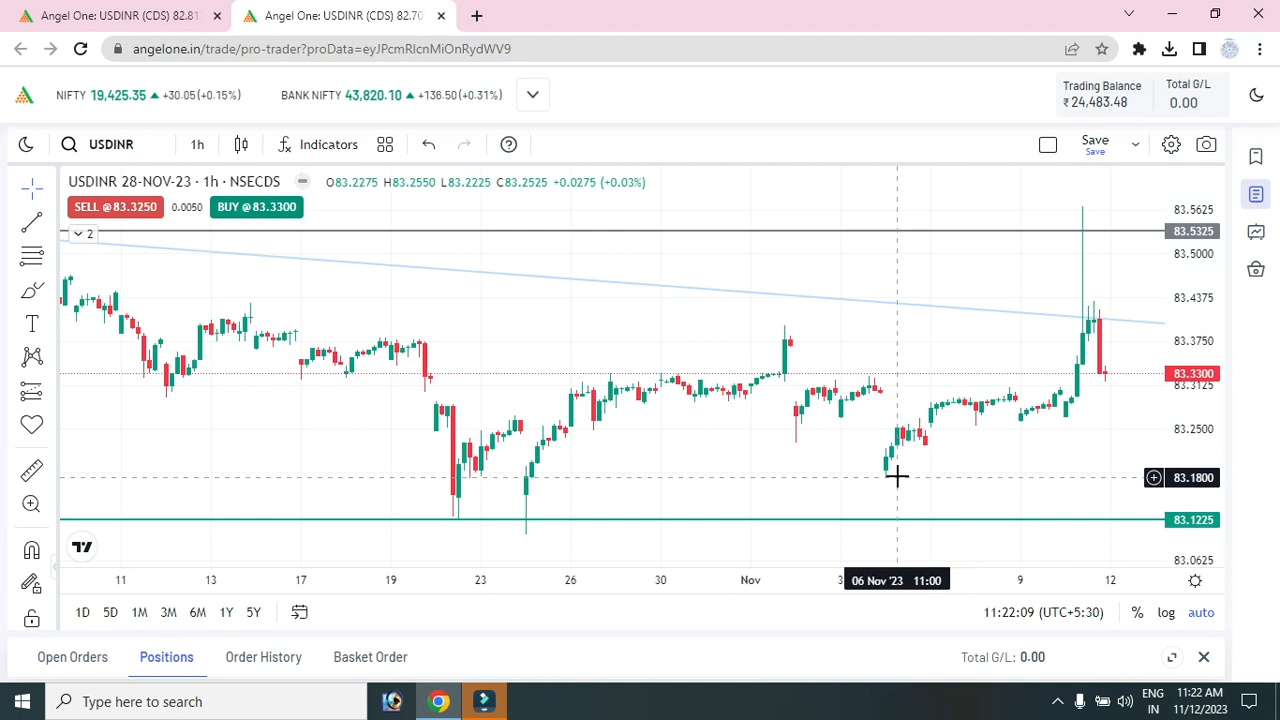 Angel One: USDINR (CDS) 82.81
Angel One: USDINR (CDS) 82.70
angelone.in/trade/pro-trader?proData=eyJPcmRlcnMiOnRydWV9
NIFTY 19,425.35 +30.05(+0.15%)
BANK NIFTY 43,820.10 +136.50(+0.31%)
Trading Balance
₹ 24,483.48
Total G/L:
0.00
USDINR
1h
Indicators
Save
Save
USDINR 28-NOV-23 · 1h · NSECDS
O83.2275 H83.2550 L83.2225 C83.2525 +0.0275 (+0.03%)
SELL @83.3250
0.0050
BUY @83.3300
2
83.5625
83.5325
83.5000
83.4375
83.3750
83.3300
83.3125
83.2500
83.1800
83.1225
83.0625
11
13
17
19
23
26
30
Nov
3
06 Nov '23 11:00
9
12
1D
5D
1M
3M
6M
1Y
5Y
11:22:09 (UTC+5:30)
%
log
auto
Open Orders
Positions
Order History
Basket Order
Total G/L: 0.00
Type here to search
ENG
IN
11:22 AM
11/12/2023